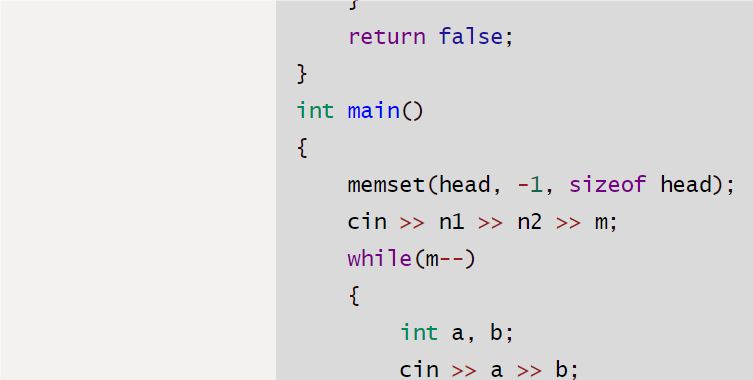 }
    return false;
}
int main()
{
    memset(head, -1, sizeof head);
    cin >> n1 >> n2 >> m;
    while(m--)
    {
        int a, b;
        cin >> a >> b;